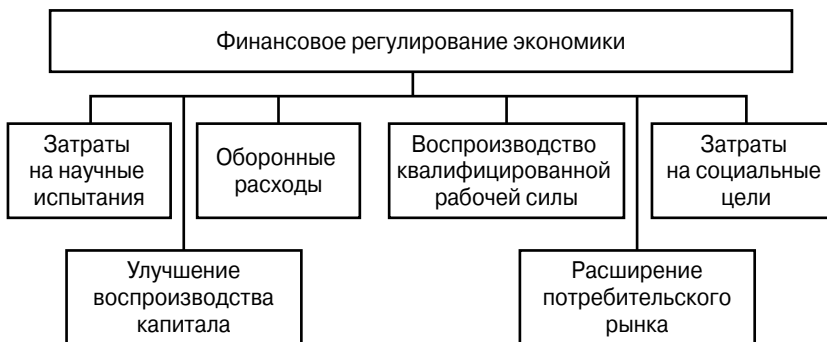 Финансовое регулирование экономики
Затраты
на научные
испытания
Оборонные
расходы
Воспроизводство
квалифицированной
рабочей силы
Затраты
на социальные
цели
Улучшение
воспроизводства
капитала
Расширение
потребительского
рынка